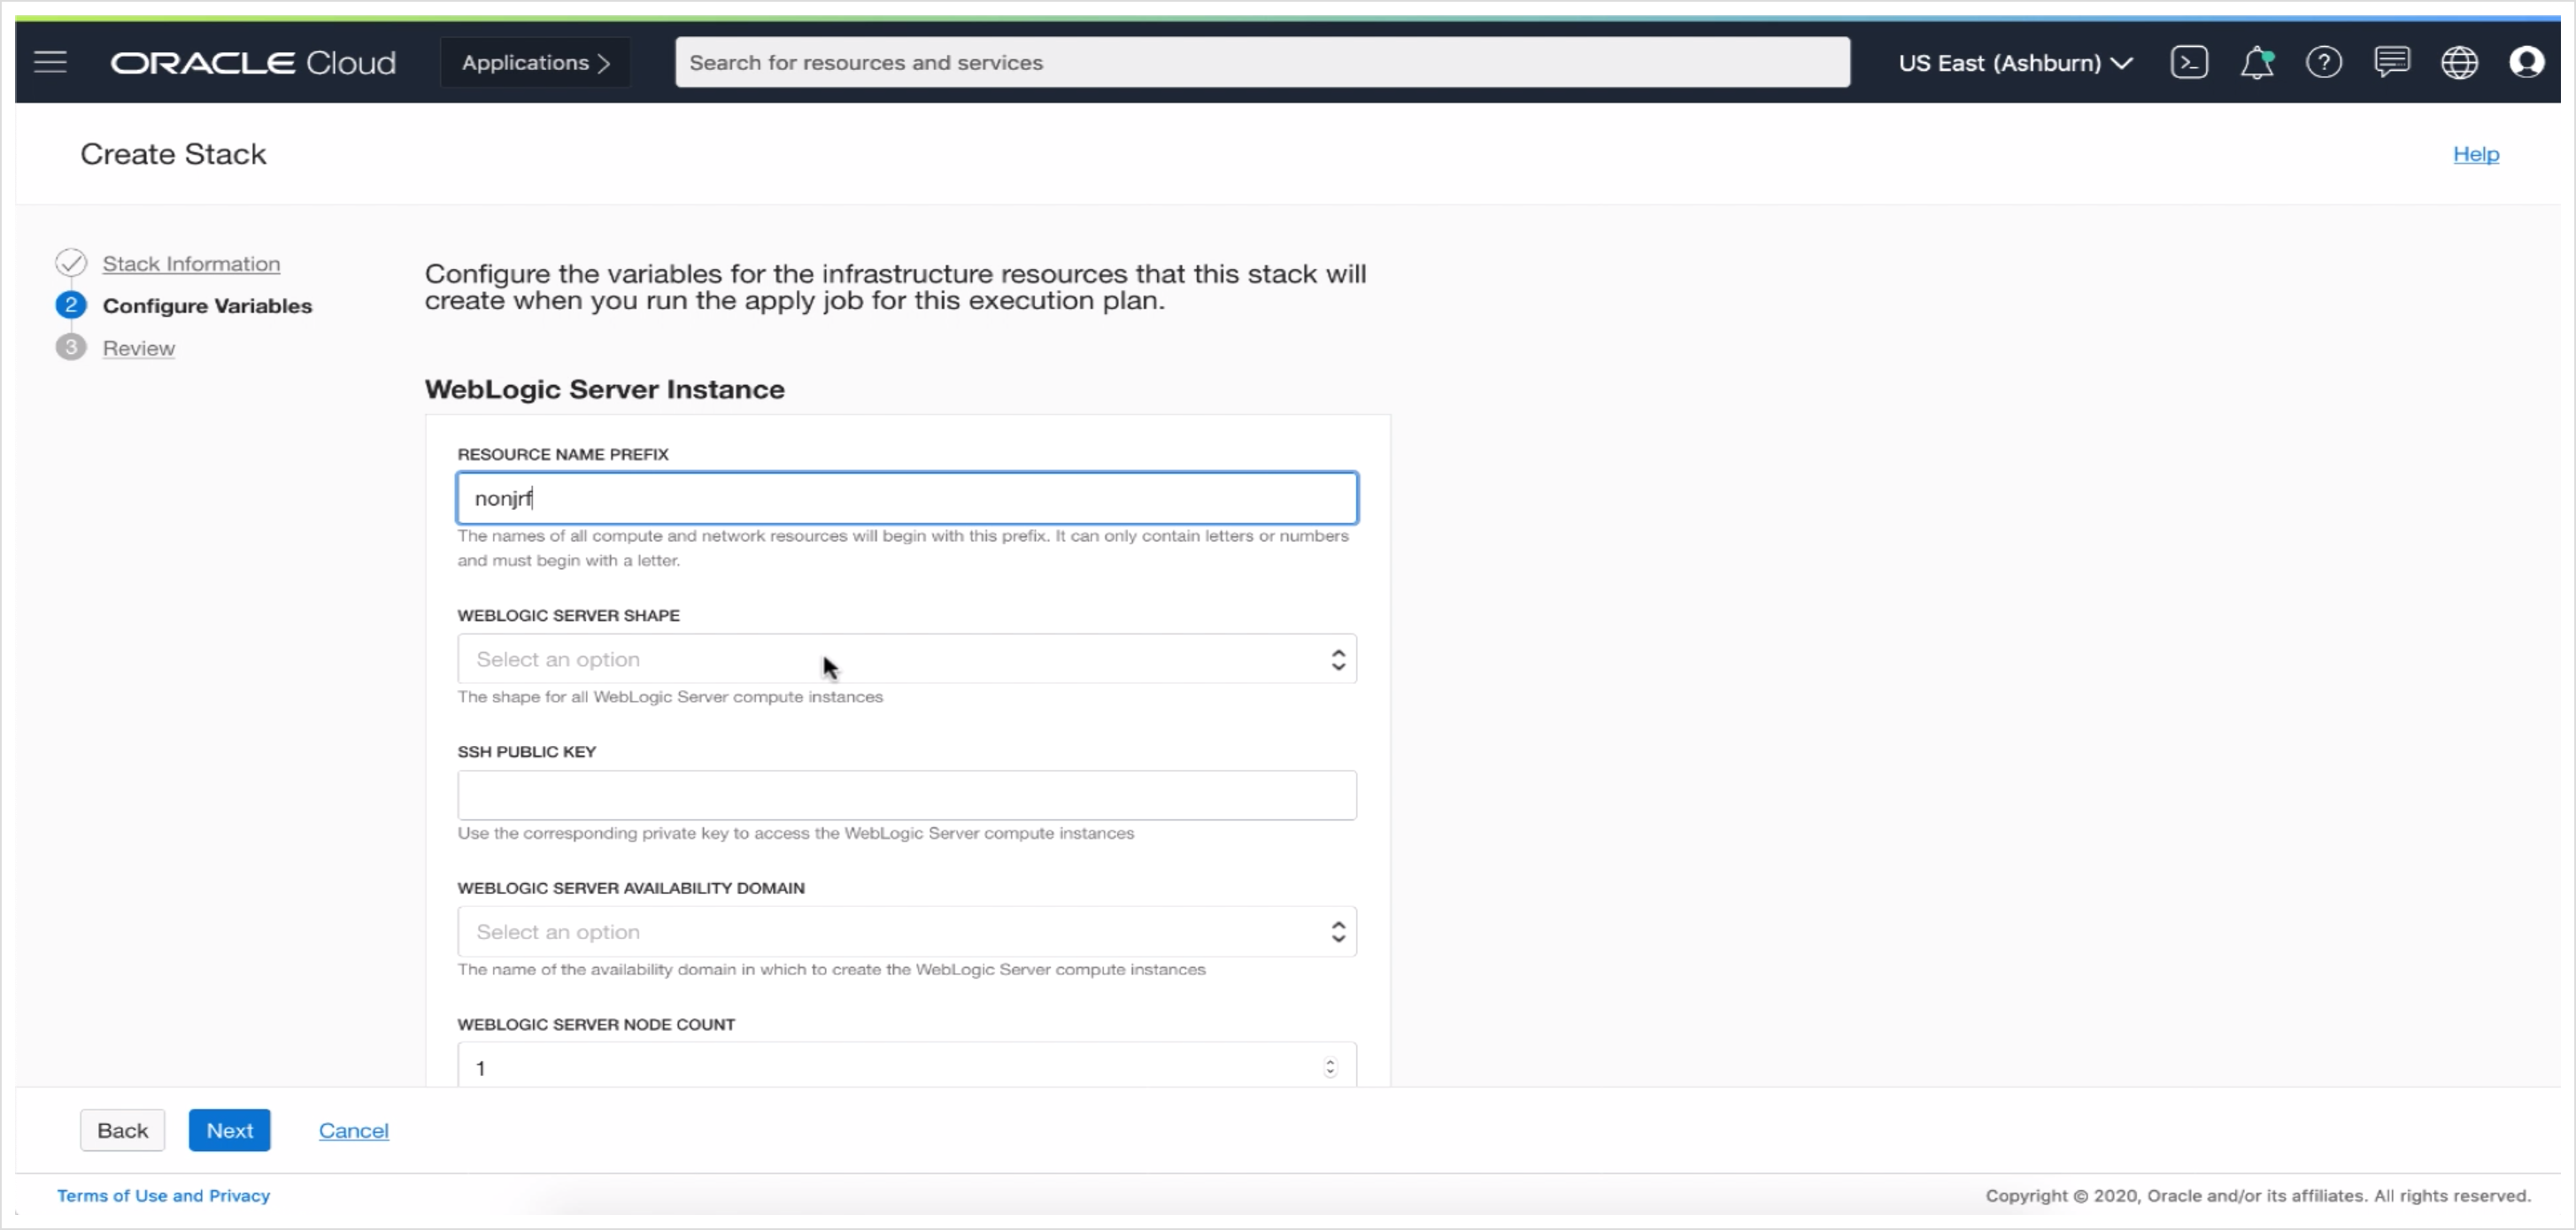 ORACLE Cloud
Applications
Search for resources and services
US East (Ashburn)
Create Stack
Help
Stack Information
2 Configure Variables
3 Review
Configure the variables for the infrastructure resources that this stack will
create when you run the apply job for this execution plan.
WebLogic Server Instance
RESOURCE NAME PREFIX
nonjrf
The names of all compute and network resources will begin with this prefix. It can only contain letters or numbers
and must begin with a letter.
WEBLOGIC SERVER SHAPE
Select an option
The shape for all WebLogic Server compute instances
SSH PUBLIC KEY
Use the corresponding private key to access the WebLogic Server compute instances
WEBLOGIC SERVER AVAILABILITY DOMAIN
Select an option
The name of the availability domain in which to create the WebLogic Server compute instances
WEBLOGIC SERVER NODE COUNT
1
Back
Next
Cancel
Terms of Use and Privacy
Copyright © 2020, Oracle and/or its affiliates. All rights reserved.